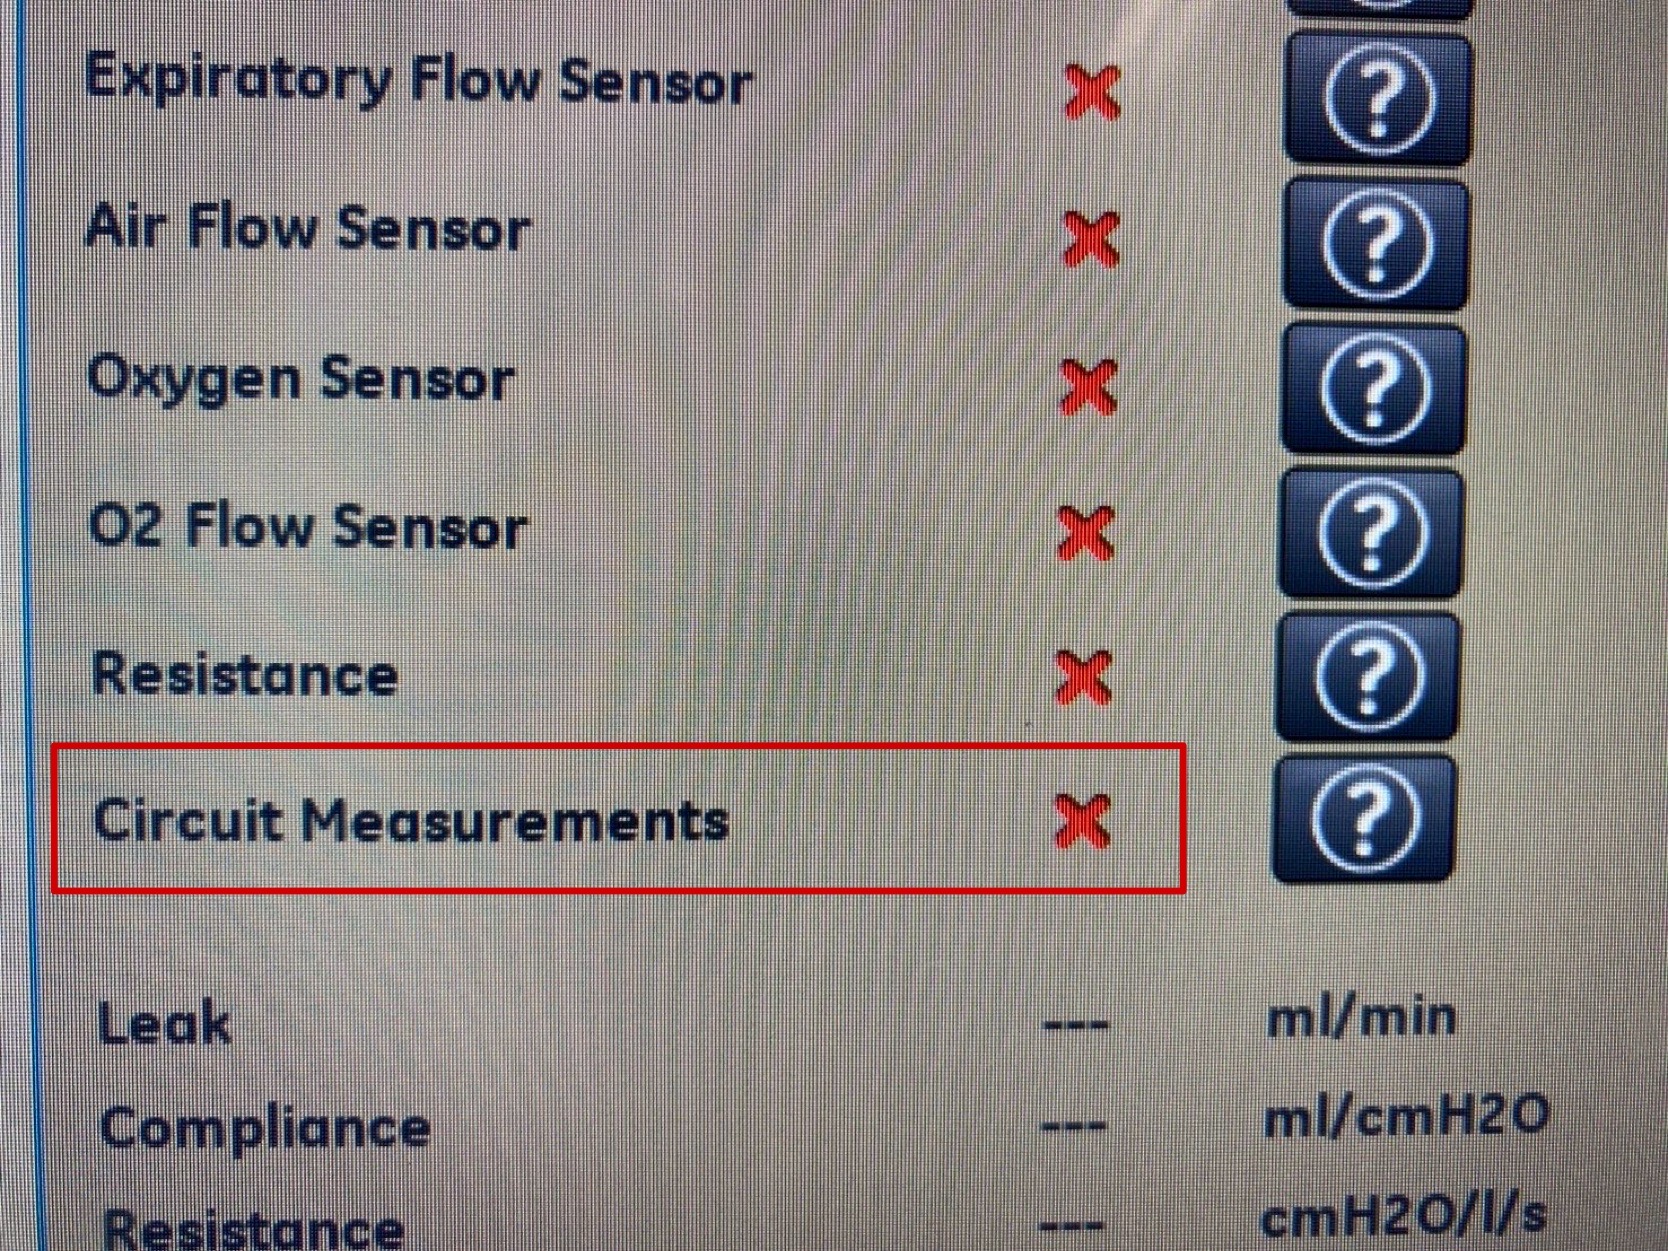 Expiratory Flow Sensor ✖ ?
Air Flow Sensor ✖ ?
Oxygen Sensor ✖ ?
O2 Flow Sensor ✖ ?
Resistance ✖ ?
Circuit Measurements ✖ ?
Leak --- ml/min
Compliance --- ml/cmH2O
Resistance --- cmH2O/l/s